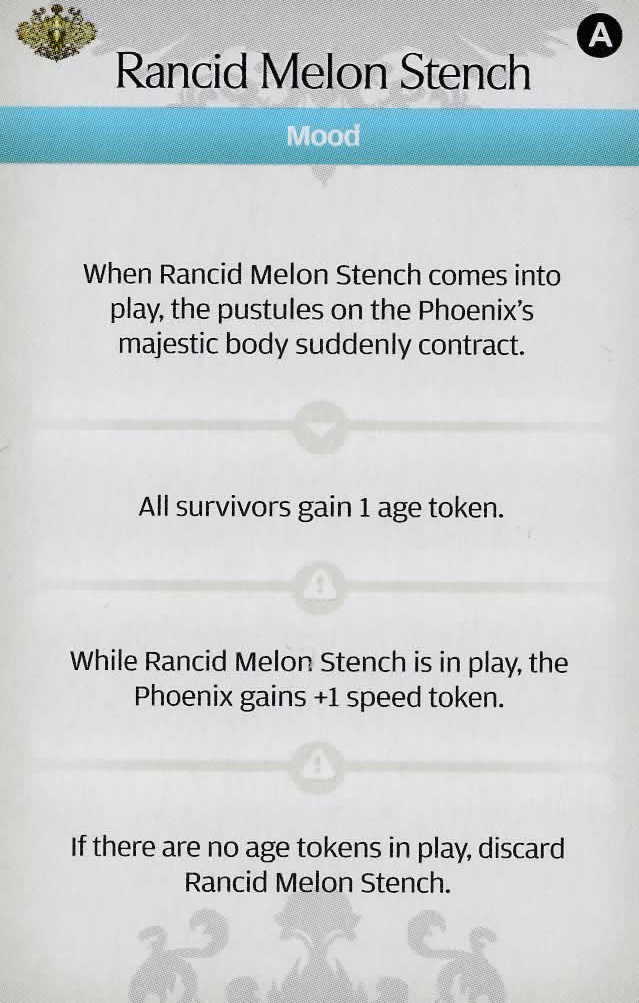 A
Rancid Melon Stench
Mood
When Rancid Melon Stench comes into
play, the pustules on the Phoenix’s
majestic body suddenly contract.
All survivors gain 1 age token.
While Rancid Melon Stench is in play, the
Phoenix gains +1 speed token.
If there are no age tokens in play, discard
Rancid Melon Stench.